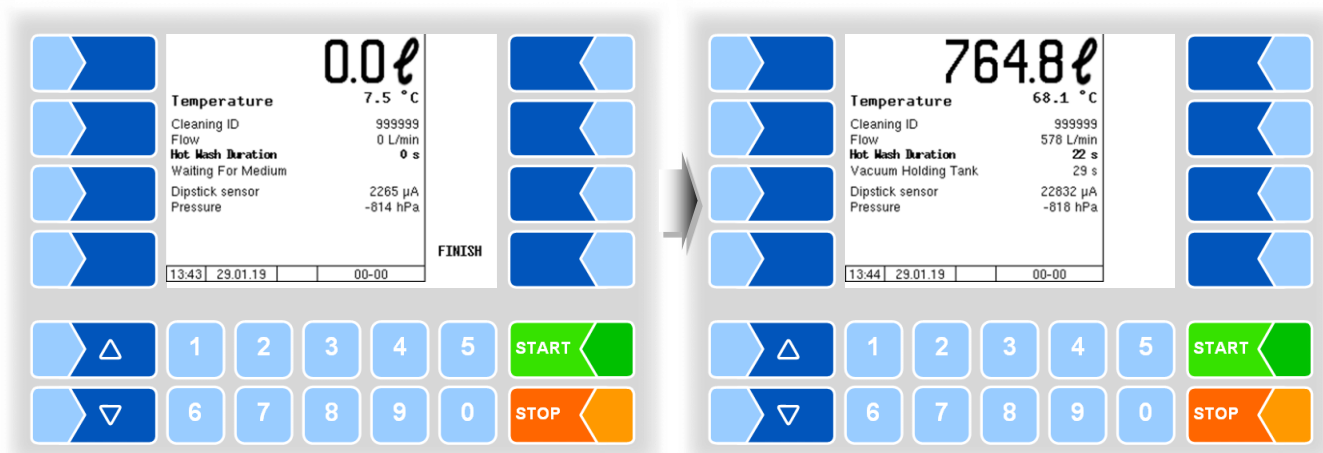 0.0 ℓ
Temperature 7.5 °C
Cleaning ID 999999
Flow 0 L/min
Hot Wash Duration 0 s
Waiting For Medium
Dipstick sensor 2265 µA
Pressure -814 hPa
FINISH
13:43 29.01.19 00-00
1 2 3 4 5 START
6 7 8 9 0 STOP
764.8 ℓ
Temperature 68.1 °C
Cleaning ID 999999
Flow 578 L/min
Hot Wash Duration 22 s
Vacuum Holding Tank 29 s
Dipstick sensor 22832 µA
Pressure -818 hPa
13:44 29.01.19 00-00
1 2 3 4 5 START
6 7 8 9 0 STOP